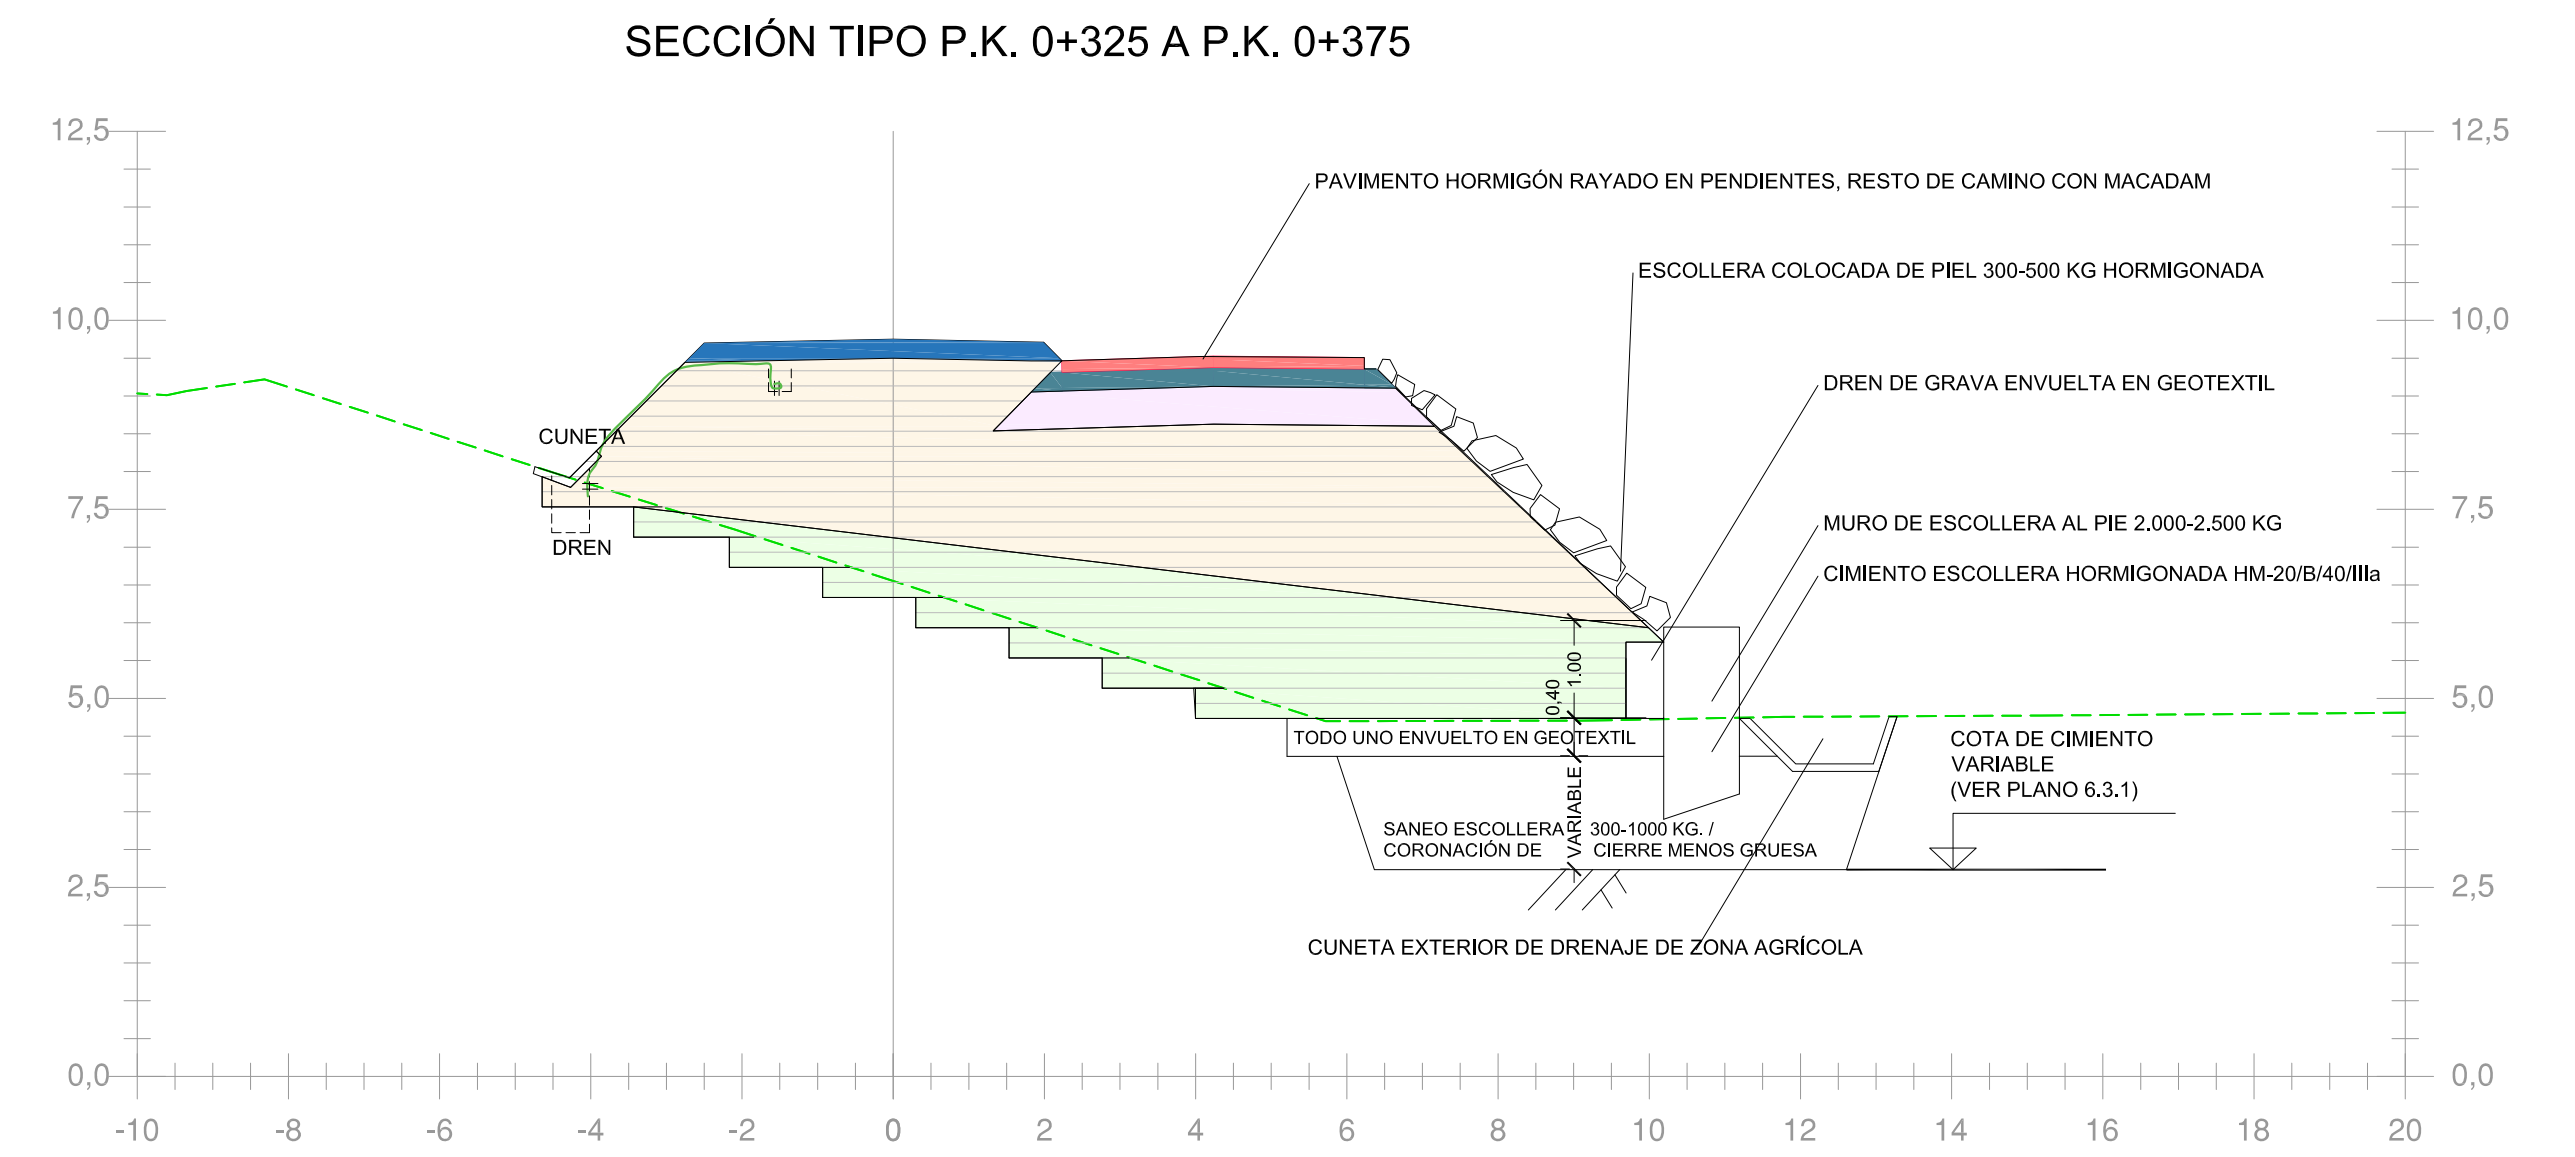 SECCIÓN TIPO P.K. 0+325 A P.K. 0+375
12,5
12,5
PAVIMENTO HORMIGÓN RAYADO EN PENDIENTES, RESTO DE CAMINO CON MACADAM
ESCOLLERA COLOCADA DE PIEL 300-500 KG HORMIGONADA
10,0
10,0
DREN DE GRAVA ENVUELTA EN GEOTEXTIL
CUNETA
7,5
7,5
MURO DE ESCOLLERA AL PIE 2.000-2.500 KG
DREN
CIMIENTO ESCOLLERA HORMIGONADA HM-20/B/40/IIIa
1.00
0,40
5,0
5,0
TODO UNO ENVUELTO EN GEOTEXTIL
COTA DE CIMIENTO
VARIABLE
(VER PLANO 6.3.1)
VARIABLE
SANEO ESCOLLERA 300-1000 KG. /
CORONACIÓN DE CIERRE MENOS GRUESA
2,5
2,5
CUNETA EXTERIOR DE DRENAJE DE ZONA AGRÍCOLA
0,0
0,0
-10 -8 -6 -4 -2 0 2 4 6 8 10 12 14 16 18 20